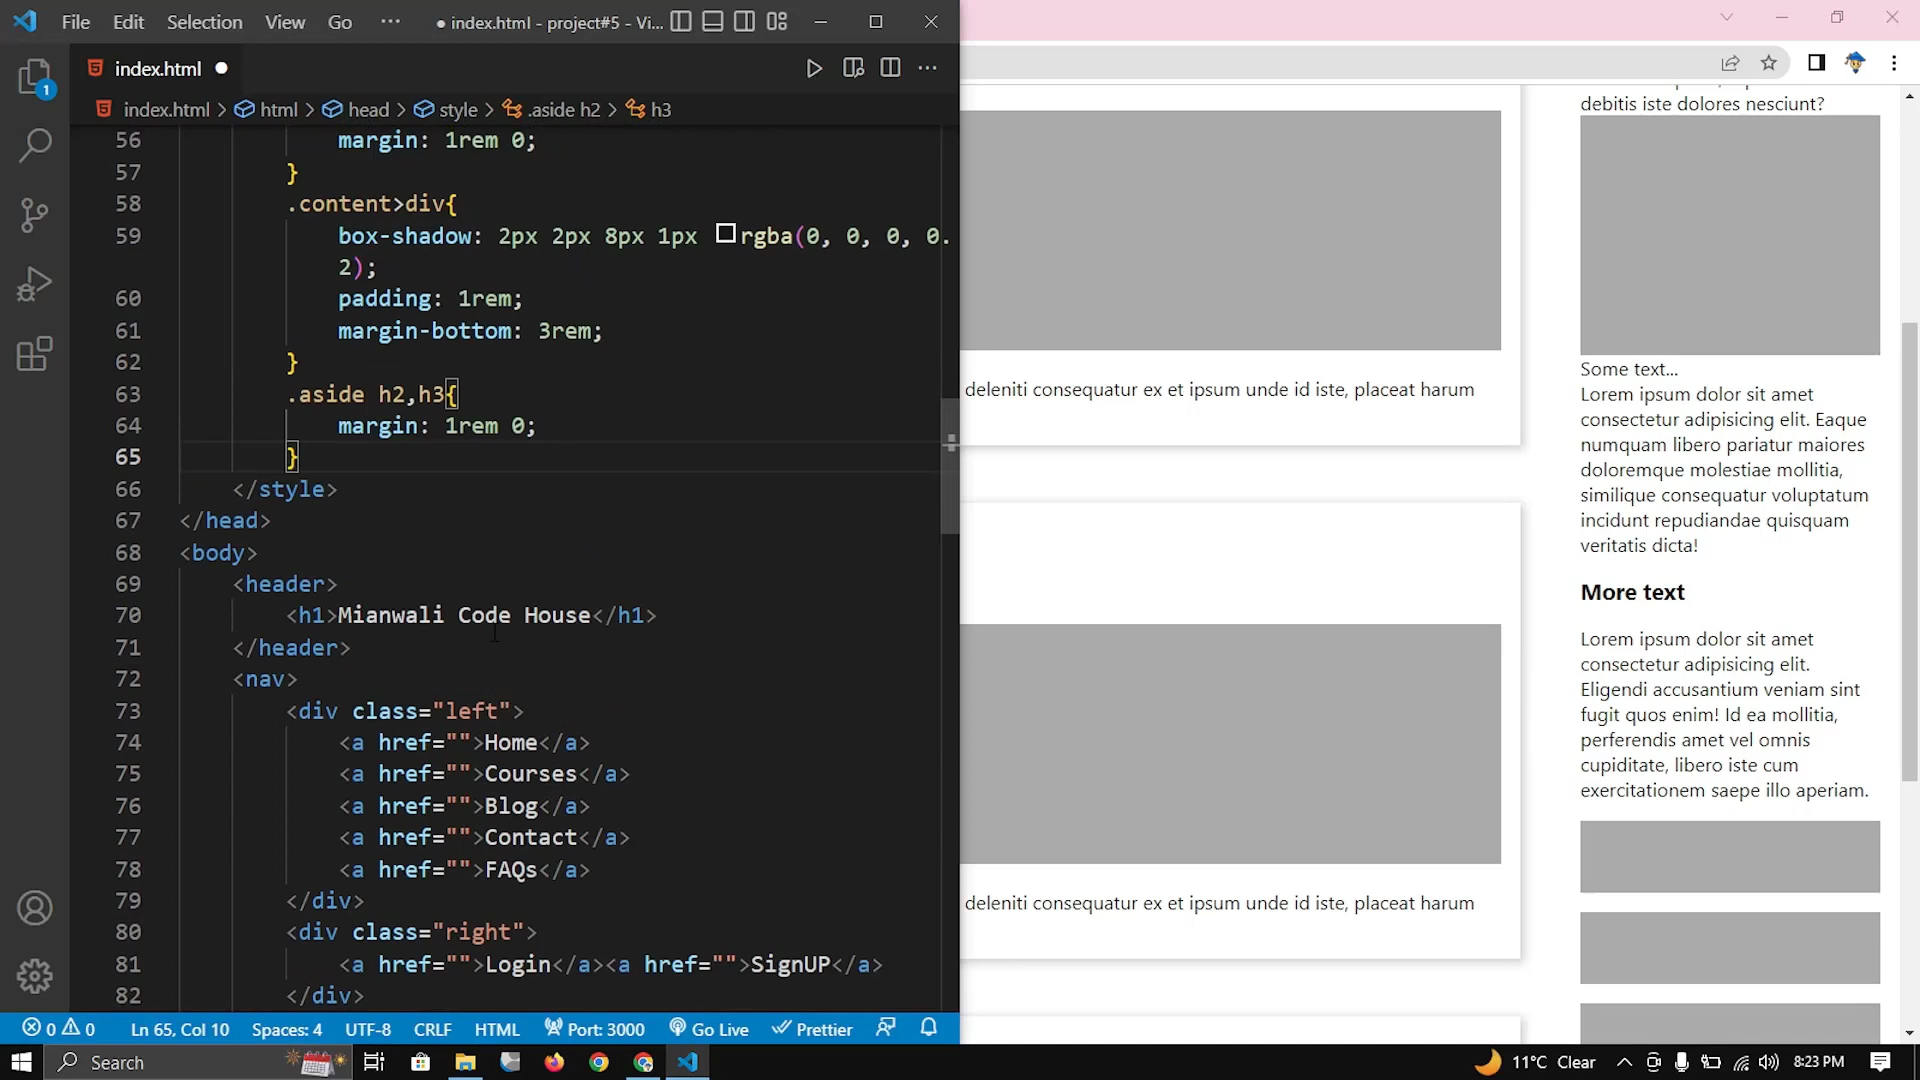 File Edit Selection View Go ··· ● index.html - project#5 - Vi...
index.html
index.html > html > head > style > .aside h2 > h3
1
56 margin: 1rem 0;
57 }
58 .content>div{
59 box-shadow: 2px 2px 8px 1px rgba(0, 0, 0, 0.
2);
60 padding: 1rem;
61 margin-bottom: 3rem;
62 }
63 .aside h2,h3{
64 margin: 1rem 0;
65 }
66 </style>
67 </head>
68 <body>
69 <header>
70 <h1>Mianwali Code House</h1>
71 </header>
72 <nav>
73 <div class="left">
74 <a href="">Home</a>
75 <a href="">Courses</a>
76 <a href="">Blog</a>
77 <a href="">Contact</a>
78 <a href="">FAQs</a>
79 </div>
80 <div class="right">
81 <a href="">Login</a><a href="">SignUP</a>
82 </div>
0 0 Ln 65, Col 10 Spaces: 4 UTF-8 CRLF HTML Port: 3000 Go Live Prettier
deleniti consequatur ex et ipsum unde id iste, placeat harum
deleniti consequatur ex et ipsum unde id iste, placeat harum
debitis iste dolores nesciunt?
Some text...
Lorem ipsum dolor sit amet
consectetur adipisicing elit. Eaque
numquam libero pariatur maiores
doloremque molestiae mollitia,
similique consequatur voluptatum
incidunt repudiandae quisquam
veritatis dicta!
More text
Lorem ipsum dolor sit amet
consectetur adipisicing elit.
Eligendi accusantium veniam sint
fugit quos enim! Id ea mollitia,
perferendis amet vel omnis
cupiditate, libero iste cum
exercitationem saepe illo aperiam.
Search
11°C Clear 8:23 PM